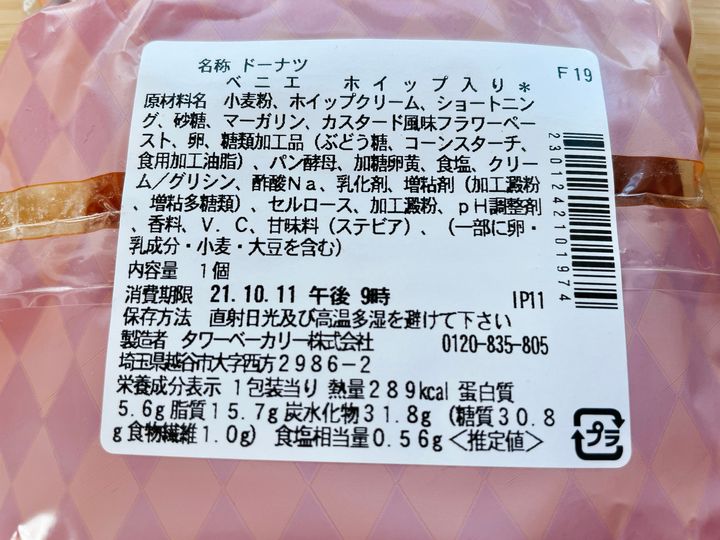 名称 ドーナツ
F19
ベニエ ホイップ入り*
原材料名 小麦粉、ホイップクリーム、ショートニン
グ、砂糖、マーガリン、カスタード風味フラワーペー
スト、卵、糖類加工品（ぶどう糖、コーンスターチ、
食用加工油脂）、パン酵母、加糖卵黄、食塩、クリー
ム／グリシン、酢酸Ｎａ、乳化剤、増粘剤（加工澱粉
、増粘多糖類）、セルロース、加工澱粉、ｐＨ調整剤
、香料、Ｖ．Ｃ、甘味料（ステビア）、（一部に卵・
乳成分・小麦・大豆を含む）
内容量 １個
消費期限 21.10.11 午後 9時
IP11
保存方法 直射日光及び高温多湿を避けて下さい
製造者 タワーベーカリー株式会社 0120-835-805
埼玉県越谷市大字西方２９８６－２
栄養成分表示 １包装当り 熱量２８９kcal 蛋白質
５.６g 脂質１５.７g 炭水化物３１.８g（糖質３０.８
g 食物繊維１.０g） 食塩相当量０.５６g＜推定値＞
プラ
2301242101974